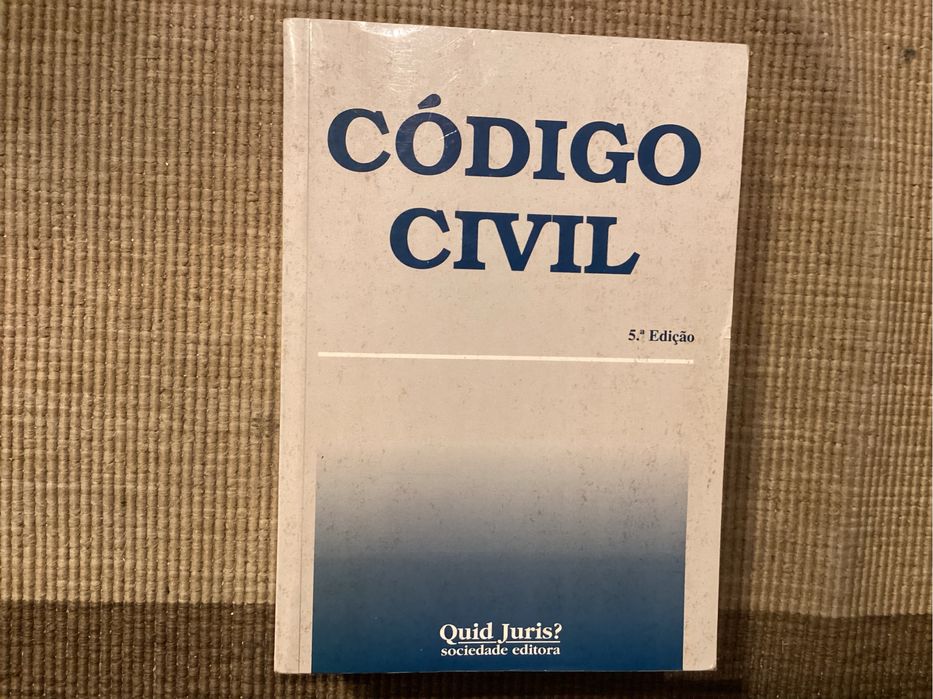 CÓDIGO
CIVIL
5.ª Edição
Quid Juris?
sociedade editora